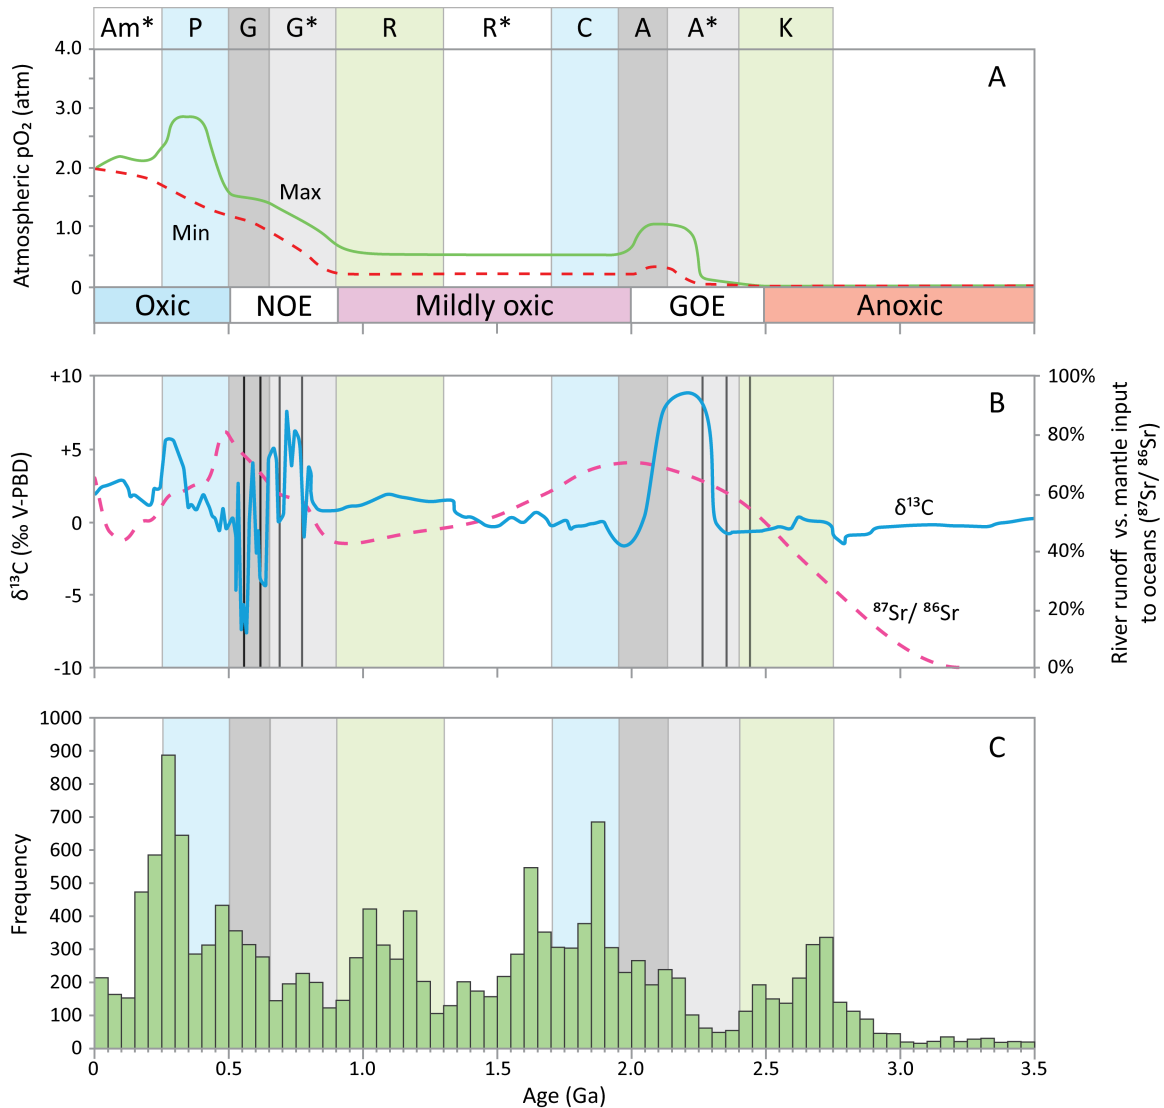 Am* P G G* R R* C A A* K
4.0
3.0
2.0
1.0
0
Atmospheric pO₂ (atm)
A
Max
Min
Oxic NOE Mildly oxic GOE Anoxic
+10
+5
0
-5
-10
δ¹³C (‰ V-PBD)
B
δ¹³C
⁸⁷Sr/ ⁸⁶Sr
100%
80%
60%
40%
20%
0%
River runoff vs. mantle input
to oceans (⁸⁷Sr/ ⁸⁶Sr)
1000
900
800
700
600
500
400
300
200
100
0
Frequency
C
0 0.5 1.0 1.5 2.0 2.5 3.0 3.5
Age (Ga)